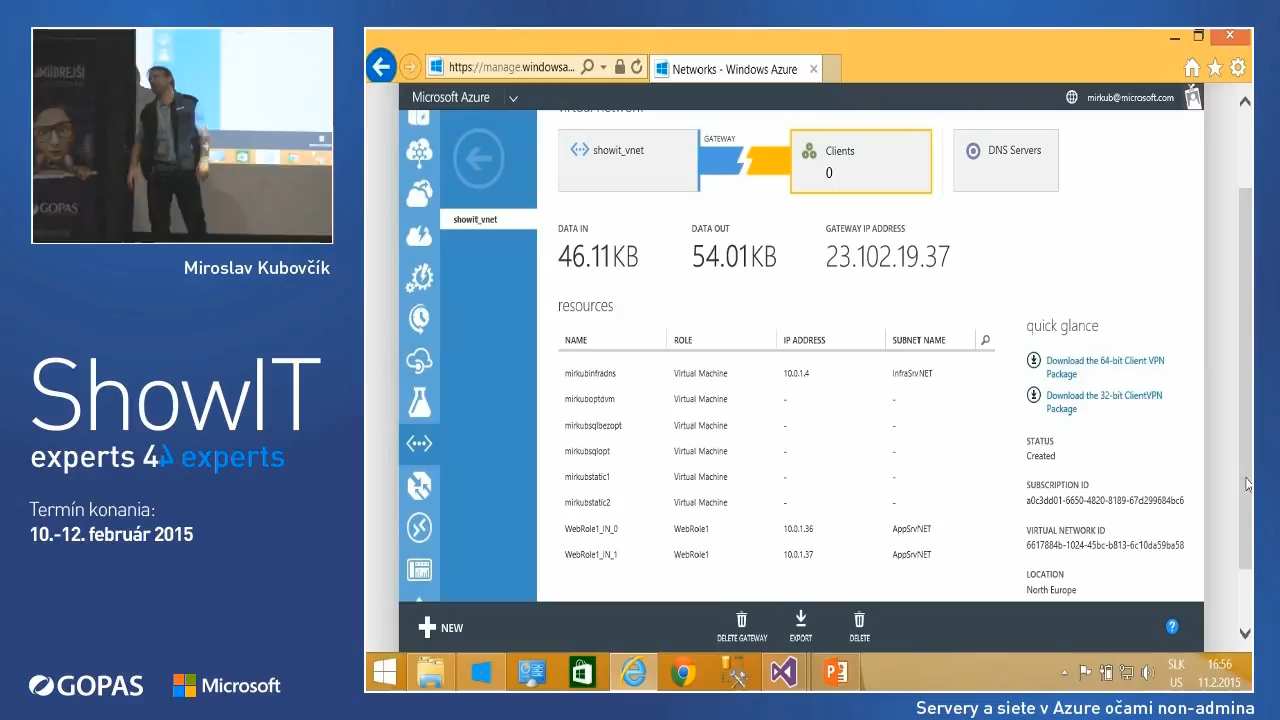 MÚDREJŠÍ
GOPAS
Miroslav Kubovčík
ShowIT
experts 4 experts
Termín konania:
10.-12. február 2015
GOPAS
Microsoft
https://manage.windowsa...
Networks - Windows Azure
Microsoft Azure
mirkub@microsoft.com
virtual network
showit_vnet
GATEWAY
Clients
0
DNS Servers
showit_vnet
DATA IN
DATA OUT
GATEWAY IP ADDRESS
46.11KB
54.01KB
23.102.19.37
resources
NAME
ROLE
IP ADDRESS
SUBNET NAME
mirkubinfradns
Virtual Machine
10.0.1.4
InfraSrvNET
mirkuboptdvm
Virtual Machine
-
-
mirkubsqlbezopt
Virtual Machine
-
-
mirkubsqlopt
Virtual Machine
-
-
mirkubstatic1
Virtual Machine
-
-
mirkubstatic2
Virtual Machine
-
-
WebRole1_IN_0
WebRole1
10.0.1.36
AppSrvNET
WebRole1_IN_1
WebRole1
10.0.1.37
AppSrvNET
quick glance
Download the 64-bit Client VPN
Package
Download the 32-bit ClientVPN
Package
STATUS
Created
SUBSCRIPTION ID
a0c3dd01-6650-4820-8189-67d299684bc6
VIRTUAL NETWORK ID
6617884b-1024-45bc-b813-6c10da59ba58
LOCATION
North Europe
NEW
DELETE GATEWAY
EXPORT
DELETE
?
SLK
US
16:56
11.2.2015
Servery a siete v Azure očami non-admina